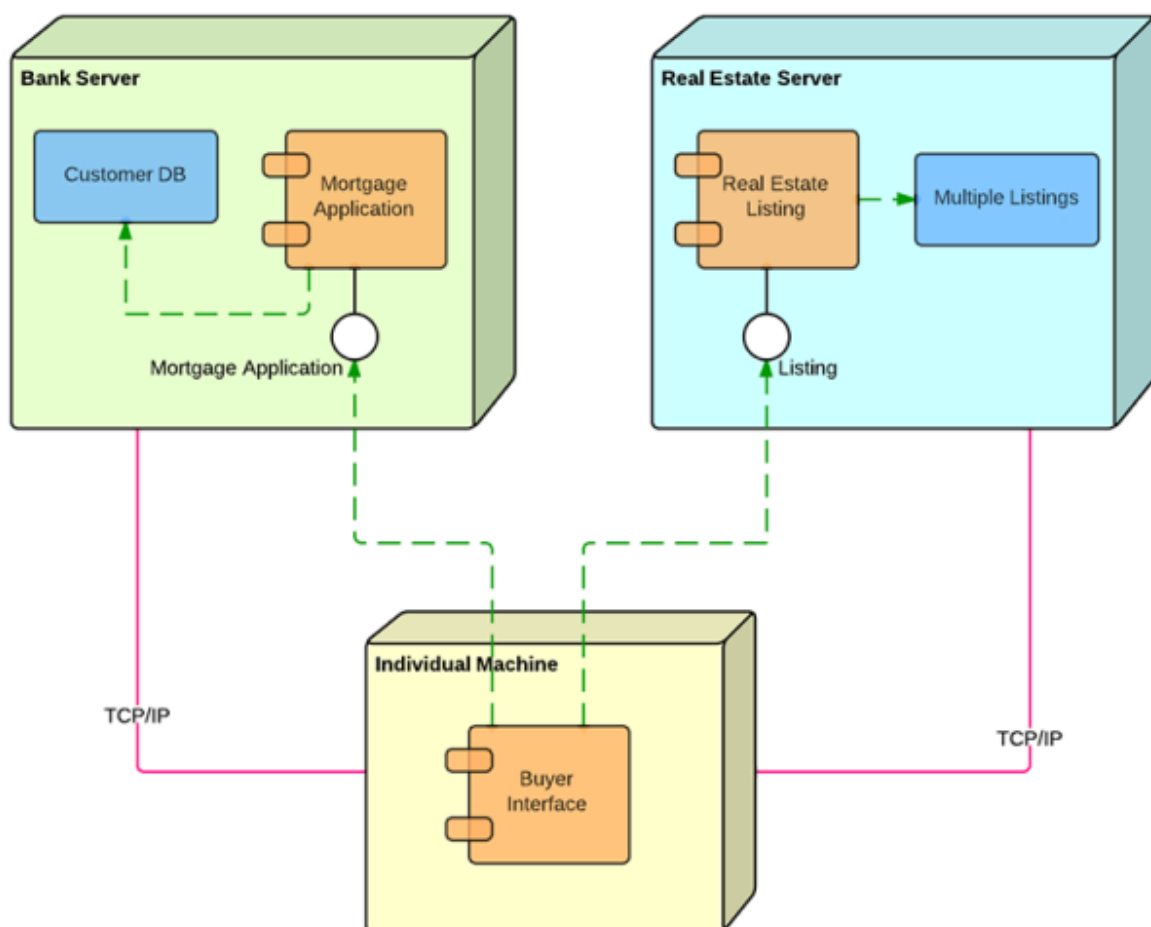 Bank Server
Real Estate Server
Customer DB
Mortgage
Application
Real Estate
Listing
Multiple Listings
Mortgage Application
Listing
Individual Machine
TCP/IP
TCP/IP
Buyer
Interface